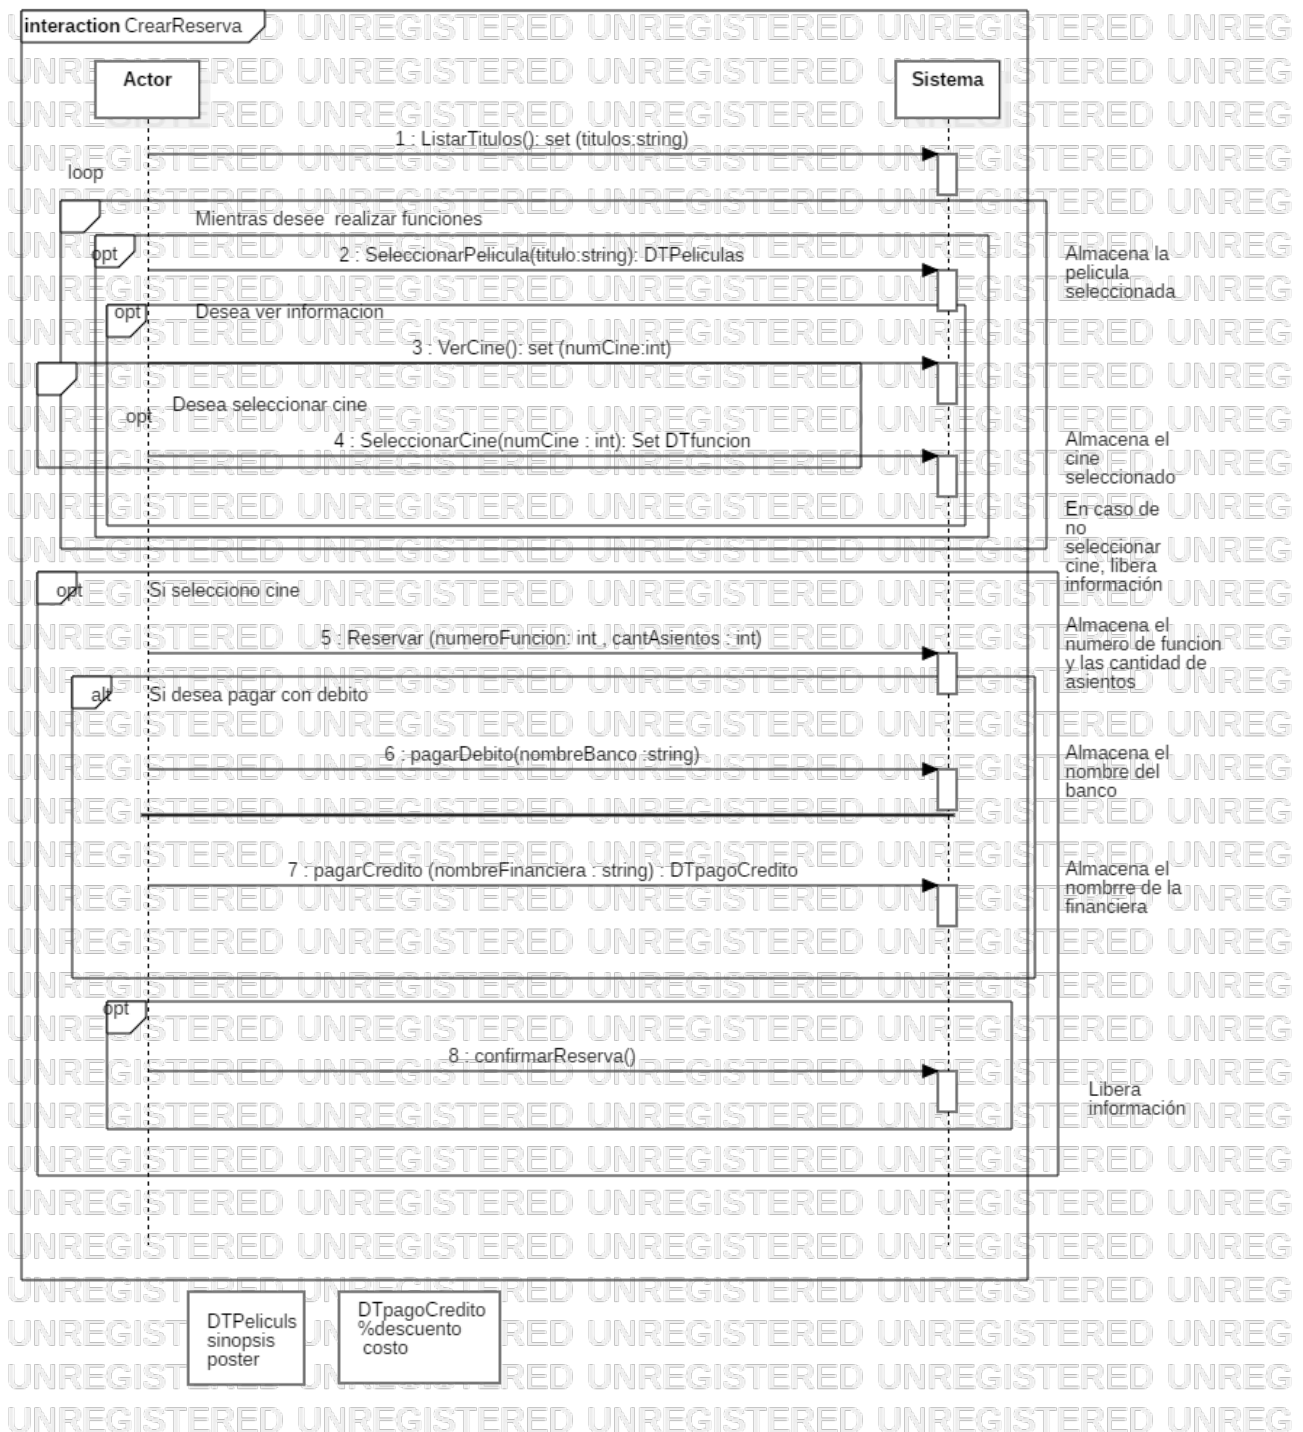 interaction CrearReserva
Actor
Sistema
1 : ListarTitulos(): set (titulos:string)
loop
Mientras desee  realizar funciones
opt
2 : SeleccionarPelicula(titulo:string): DTPeliculas
Almacena la
pelicula
seleccionada
opt
Desea ver informacion
3 : VerCine(): set (numCine:int)
Desea seleccionar cine
opt
4 : SeleccionarCine(numCine : int): Set DTfuncion
Almacena el
cine
seleccionado
En caso de
no
seleccionar
cine, libera
información
opt
Si selecciono cine
5 : Reservar (numeroFuncion: int , cantAsientos : int)
Almacena el
numero de funcion
y las cantidad de
asientos
alt
Si desea pagar con debito
6 : pagarDebito(nombreBanco :string)
Almacena el
nombre del
banco
7 : pagarCredito (nombreFinanciera : string) : DTpagoCredito
Almacena el
nombrre de la
financiera
opt
8 : confirmarReserva()
Libera
información
DTPeliculs
sinopsis
poster
DTpagoCredito
%descuento
costo
UNREGISTERED